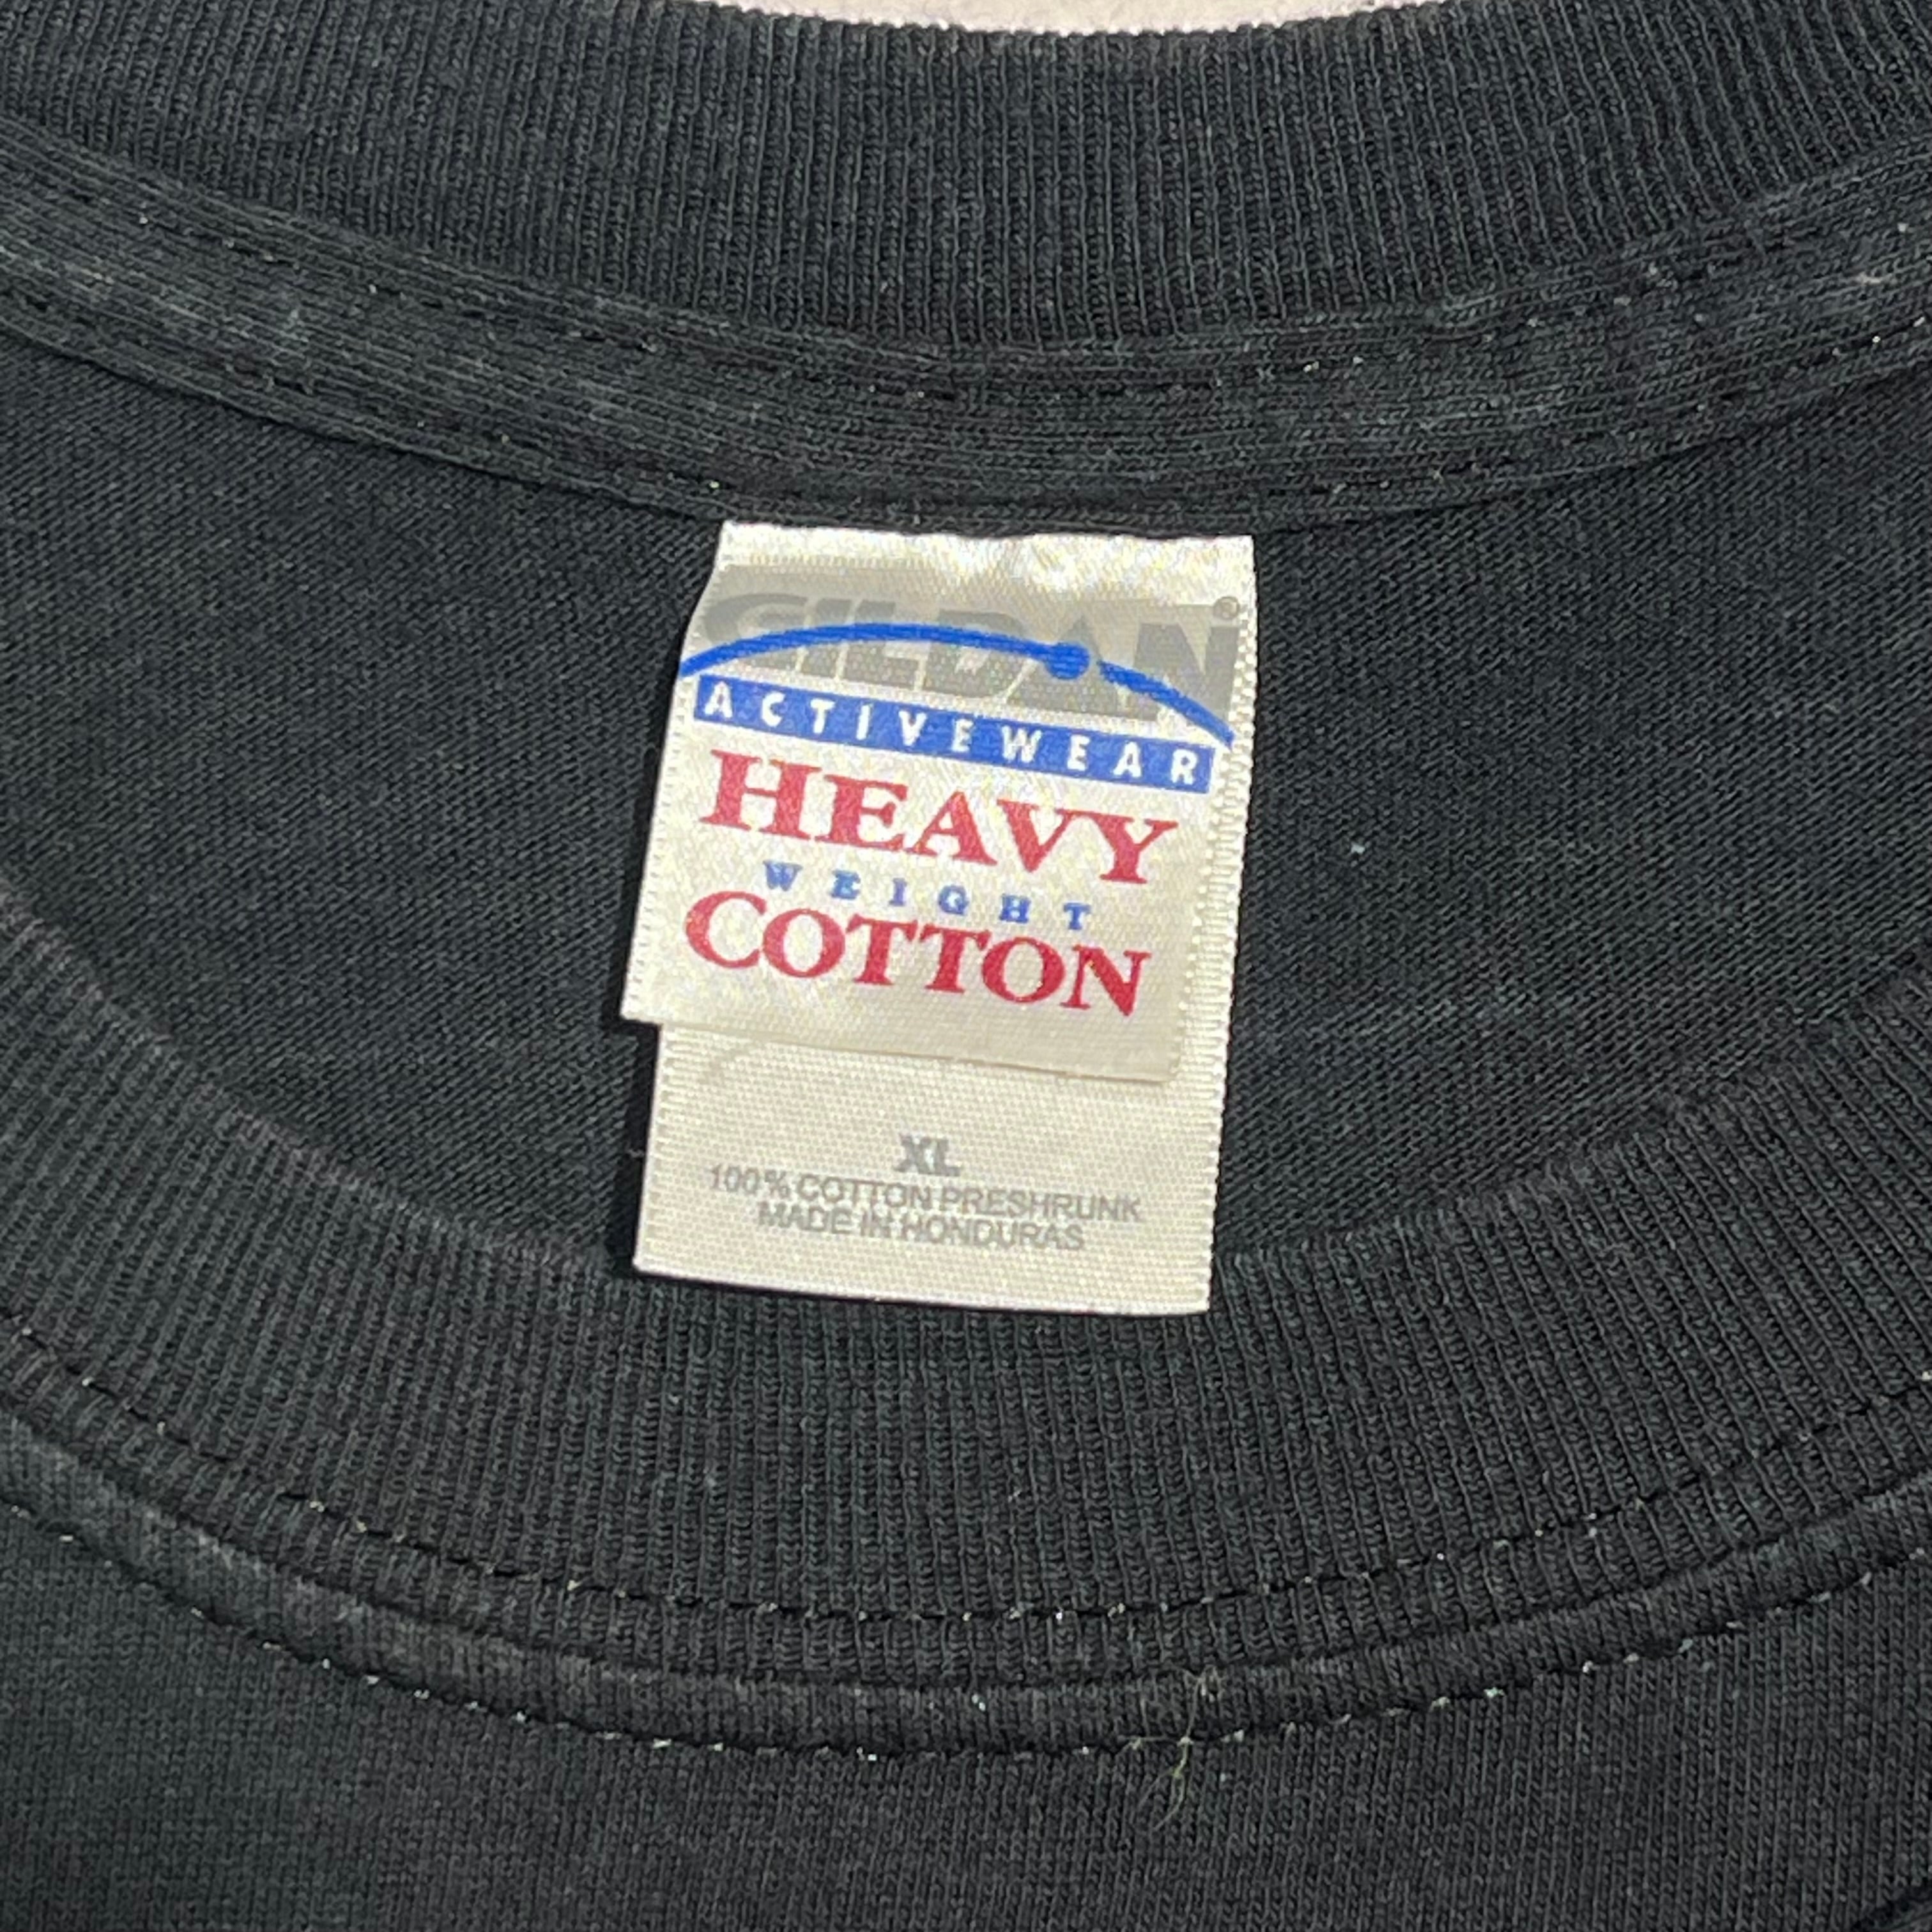 GILDAN®
ACTIVEWEAR
HEAVY
WEIGHT
COTTON
XL
100% COTTON PRESHRUNK
MADE IN HONDURAS